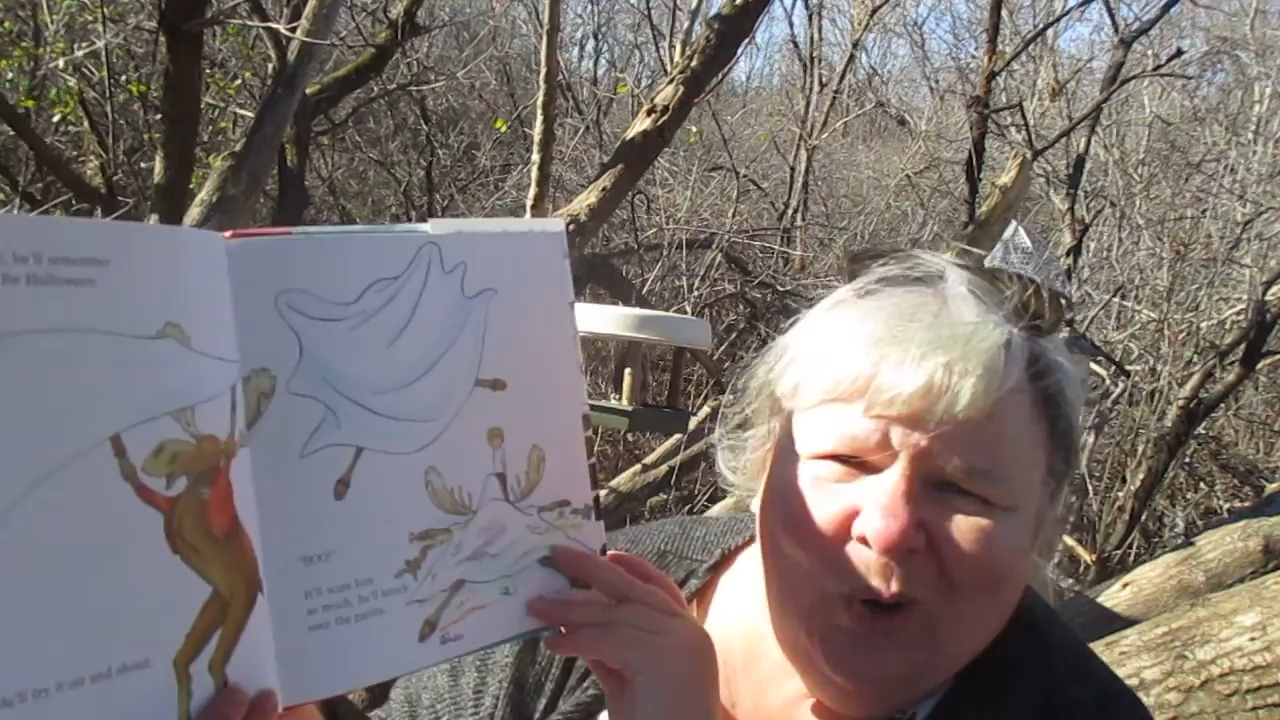 , he'll remember
for Halloween.
He'll try it on and shout,
"BOO!"
It'll scare him
so much, he'll knock
over the paints.